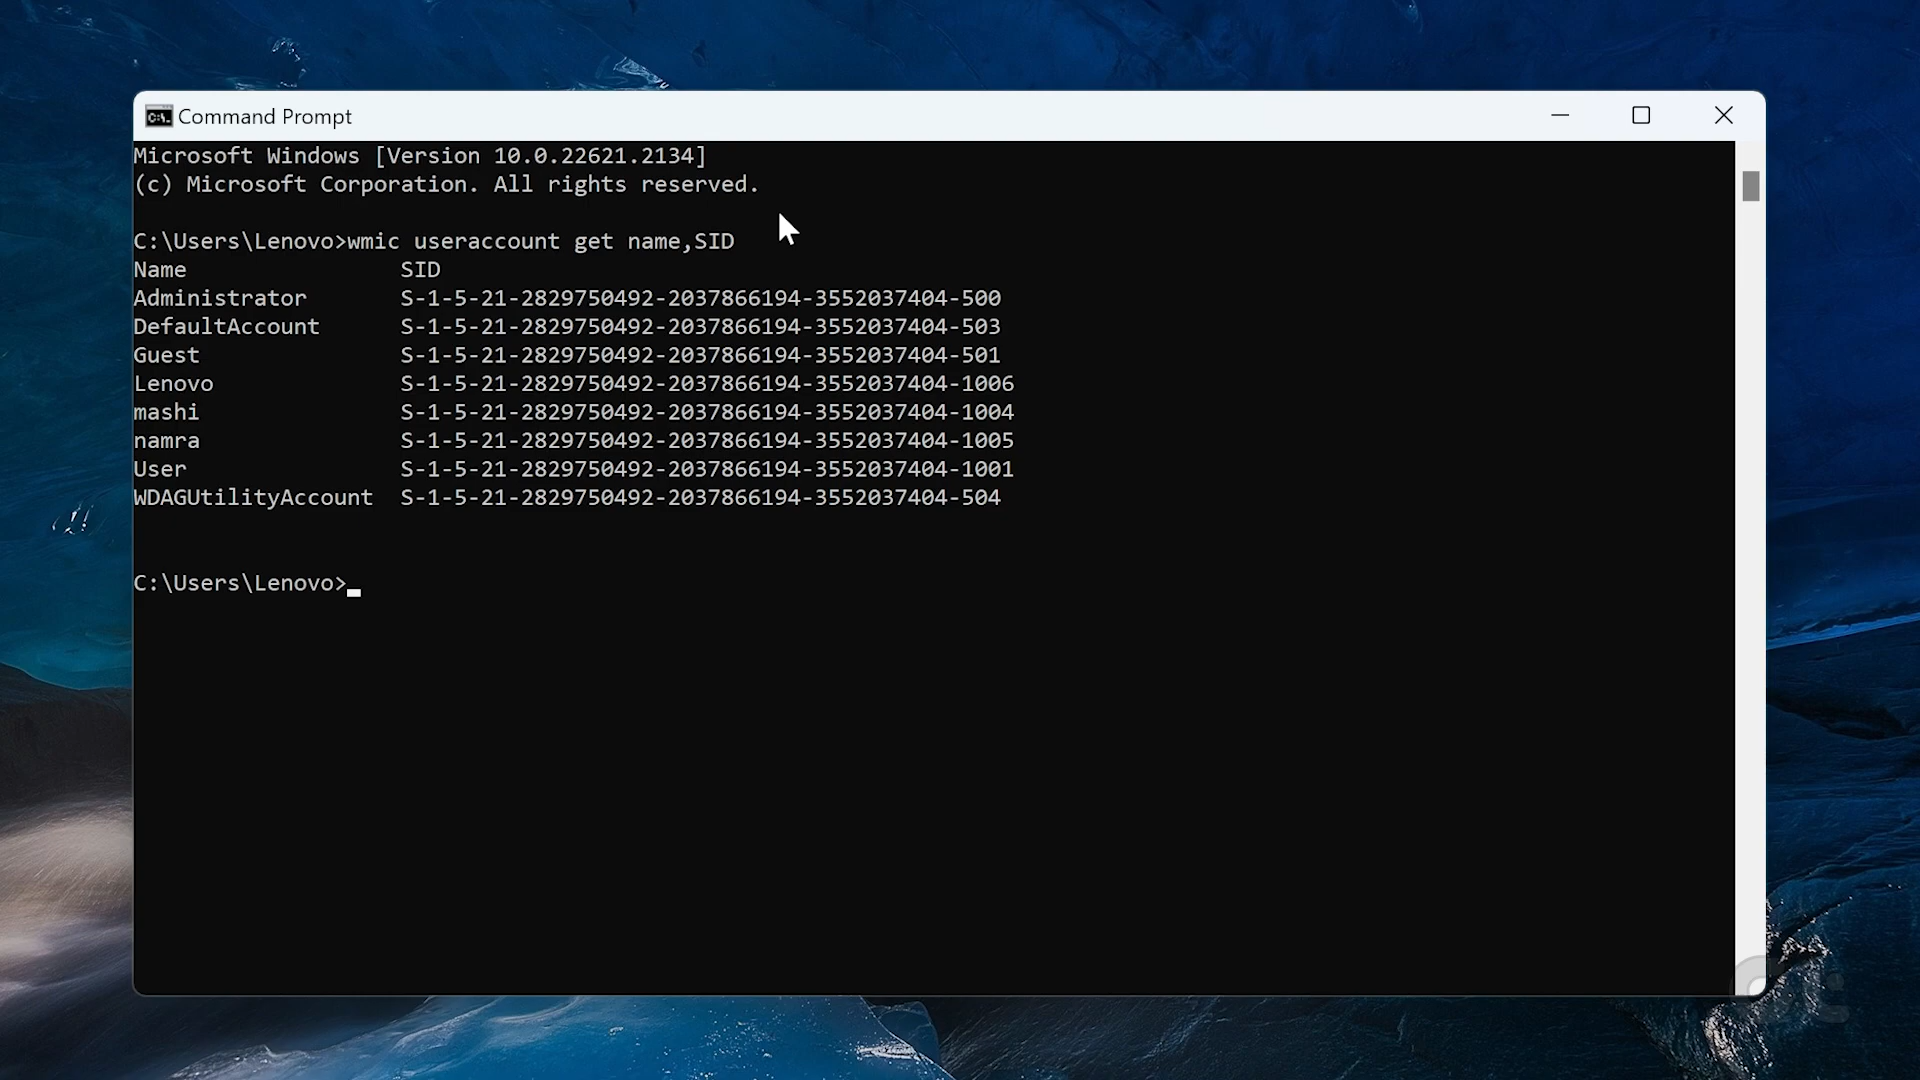 Command Prompt
Microsoft Windows [Version 10.0.22621.2134]
(c) Microsoft Corporation. All rights reserved.
C:\Users\Lenovo>wmic useraccount get name,SID
Name SID
Administrator S-1-5-21-2829750492-2037866194-3552037404-500
DefaultAccount S-1-5-21-2829750492-2037866194-3552037404-503
Guest S-1-5-21-2829750492-2037866194-3552037404-501
Lenovo S-1-5-21-2829750492-2037866194-3552037404-1006
mashi S-1-5-21-2829750492-2037866194-3552037404-1004
namra S-1-5-21-2829750492-2037866194-3552037404-1005
User S-1-5-21-2829750492-2037866194-3552037404-1001
WDAGUtilityAccount S-1-5-21-2829750492-2037866194-3552037404-504
C:\Users\Lenovo>